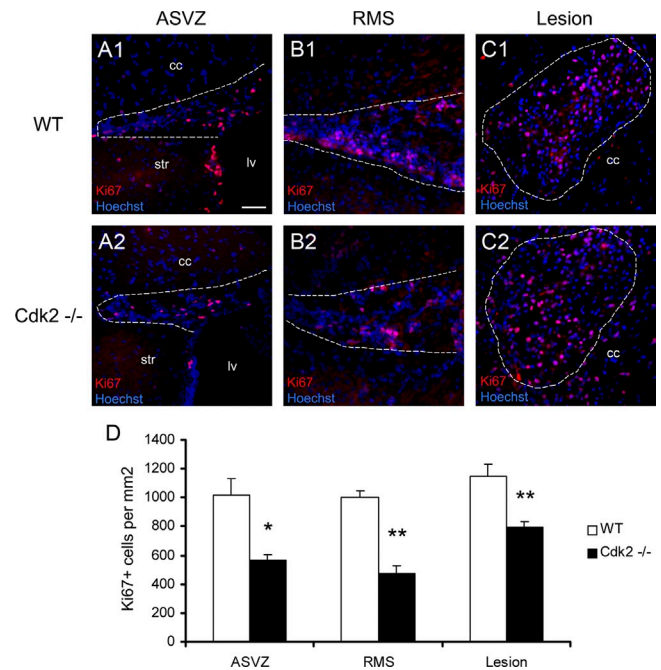 ASVZ RMS Lesion
WT
A1
cc
str
lv
Ki67
Hoechst
B1
Ki67
Hoechst
C1
cc
Ki67
Hoechst
Cdk2 -/-
A2
cc
str
lv
Ki67
Hoechst
B2
Ki67
Hoechst
C2
cc
Ki67
Hoechst
D
Ki67+ cells per mm2
1400
1200
1000
800
600
400
200
0
*
**
**
ASVZ RMS Lesion
WT
Cdk2 -/-